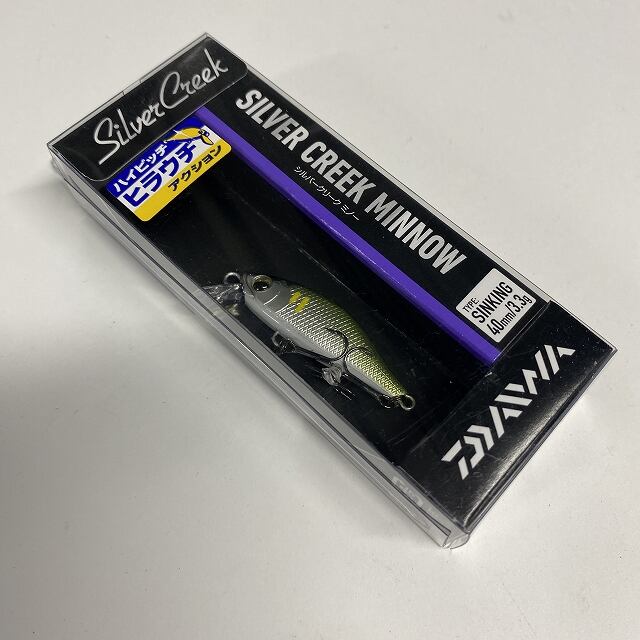 Silver Creek
ハイピッチ
ヒラウチ
アクション
SILVER CREEK MINNOW
シルバークリーク ミノー
TYPE:
SINKING
40mm/3.3g
DAIWA